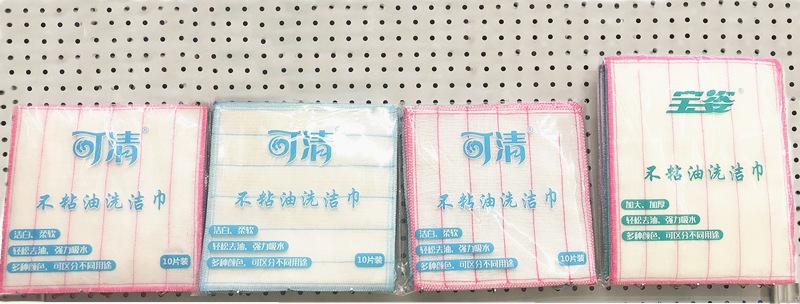 可清®
不粘油洗洁巾
洁白、柔软
轻松去油、强力吸水
多种颜色、可区分不同用途
10片装
可清®
不粘油洗洁巾
洁白、柔软
轻松去油、强力吸水
多种颜色、可区分不同用途
10片装
可清®
不粘油洗洁巾
洁白、柔软
轻松去油、强力吸水
多种颜色、可区分不同用途
10片装
宝姿®
不粘油洗洁巾
加大、加厚
轻松去油、强力吸水
多种颜色、可区分不同用途